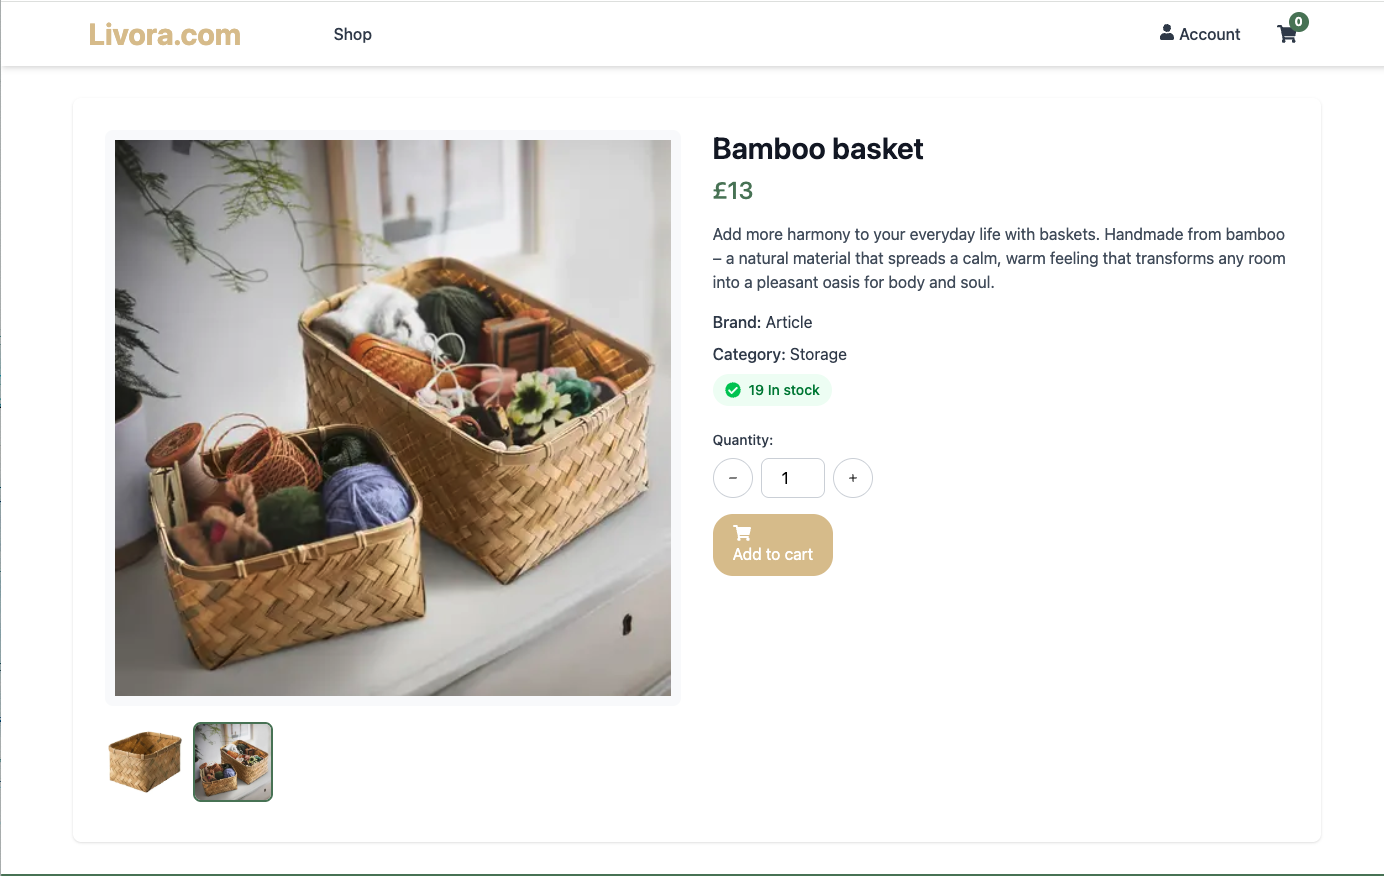 Livora.com
Shop
Account
0
Bamboo basket
£13
Add more harmony to your everyday life with baskets. Handmade from bamboo
– a natural material that spreads a calm, warm feeling that transforms any room
into a pleasant oasis for body and soul.
Brand: Article
Category: Storage
19 In stock
Quantity:
− 1 +
Add to cart